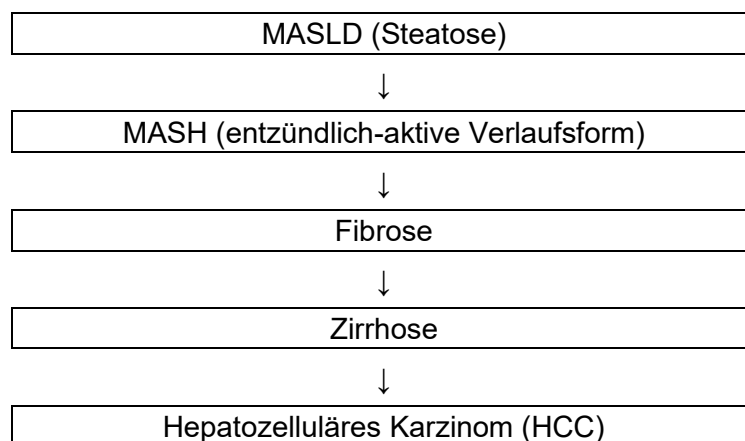 MASLD (Steatose)
↓
MASH (entzündlich-aktive Verlaufsform)
↓
Fibrose
↓
Zirrhose
↓
Hepatozelluläres Karzinom (HCC)